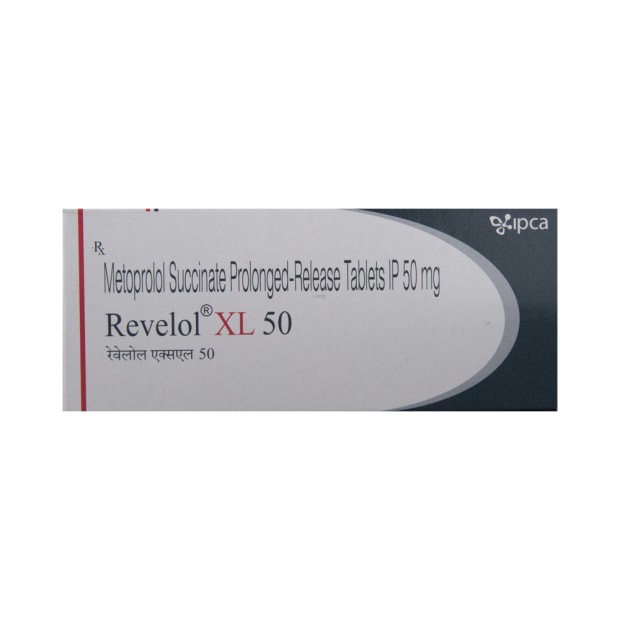 ipca
Rx
Metoprolol Succinate Prolonged-Release Tablets IP 50 mg
Revelol® XL 50
रेवेलोल एक्सएल 50